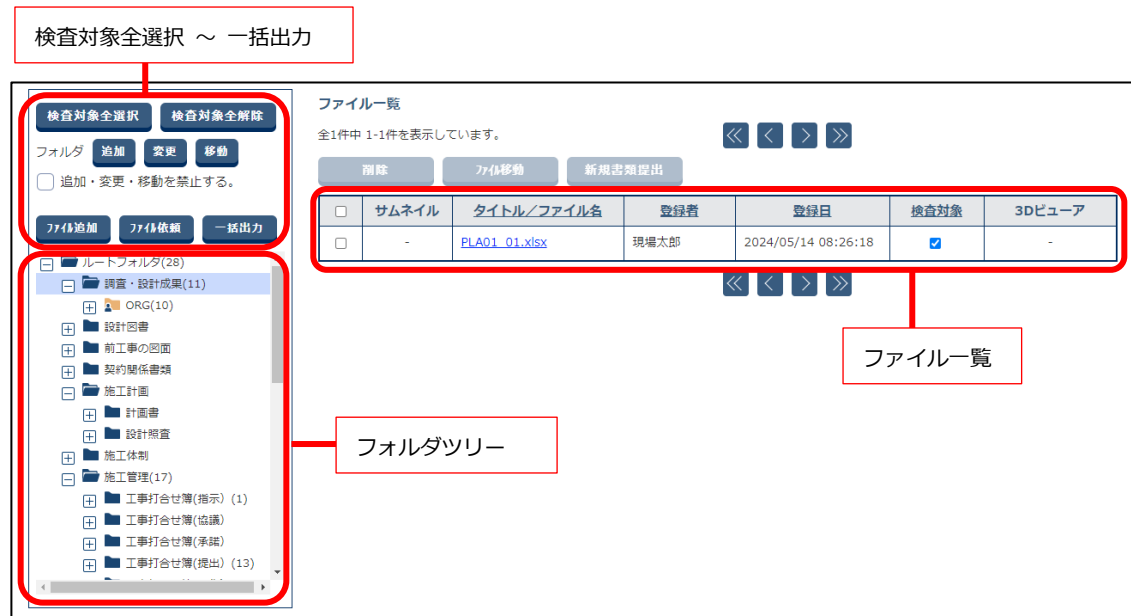 検査対象全選択 ～ 一括出力
検査対象全選択 検査対象全解除
フォルダ 追加 変更 移動
追加・変更・移動を禁止する。
ﾌｧｲﾙ追加 ﾌｧｲﾙ依頼 一括出力
ルートフォルダ(28)
調査・設計成果(11)
ORG(10)
設計図書
前工事の図面
契約関係書類
施工計画
計画書
設計照査
施工体制
施工管理(17)
工事打合せ簿(指示) (1)
工事打合せ簿(協議)
工事打合せ簿(承諾)
工事打合せ簿(提出) (13)
フォルダツリー
ファイル一覧
全1件中 1-1件を表示しています。
削除 ﾌｧｲﾙ移動 新規書類提出
サムネイル タイトル／ファイル名 登録者 登録日 検査対象 3Dビューア
- PLA01_01.xlsx 現場太郎 2024/05/14 08:26:18 -
ファイル一覧